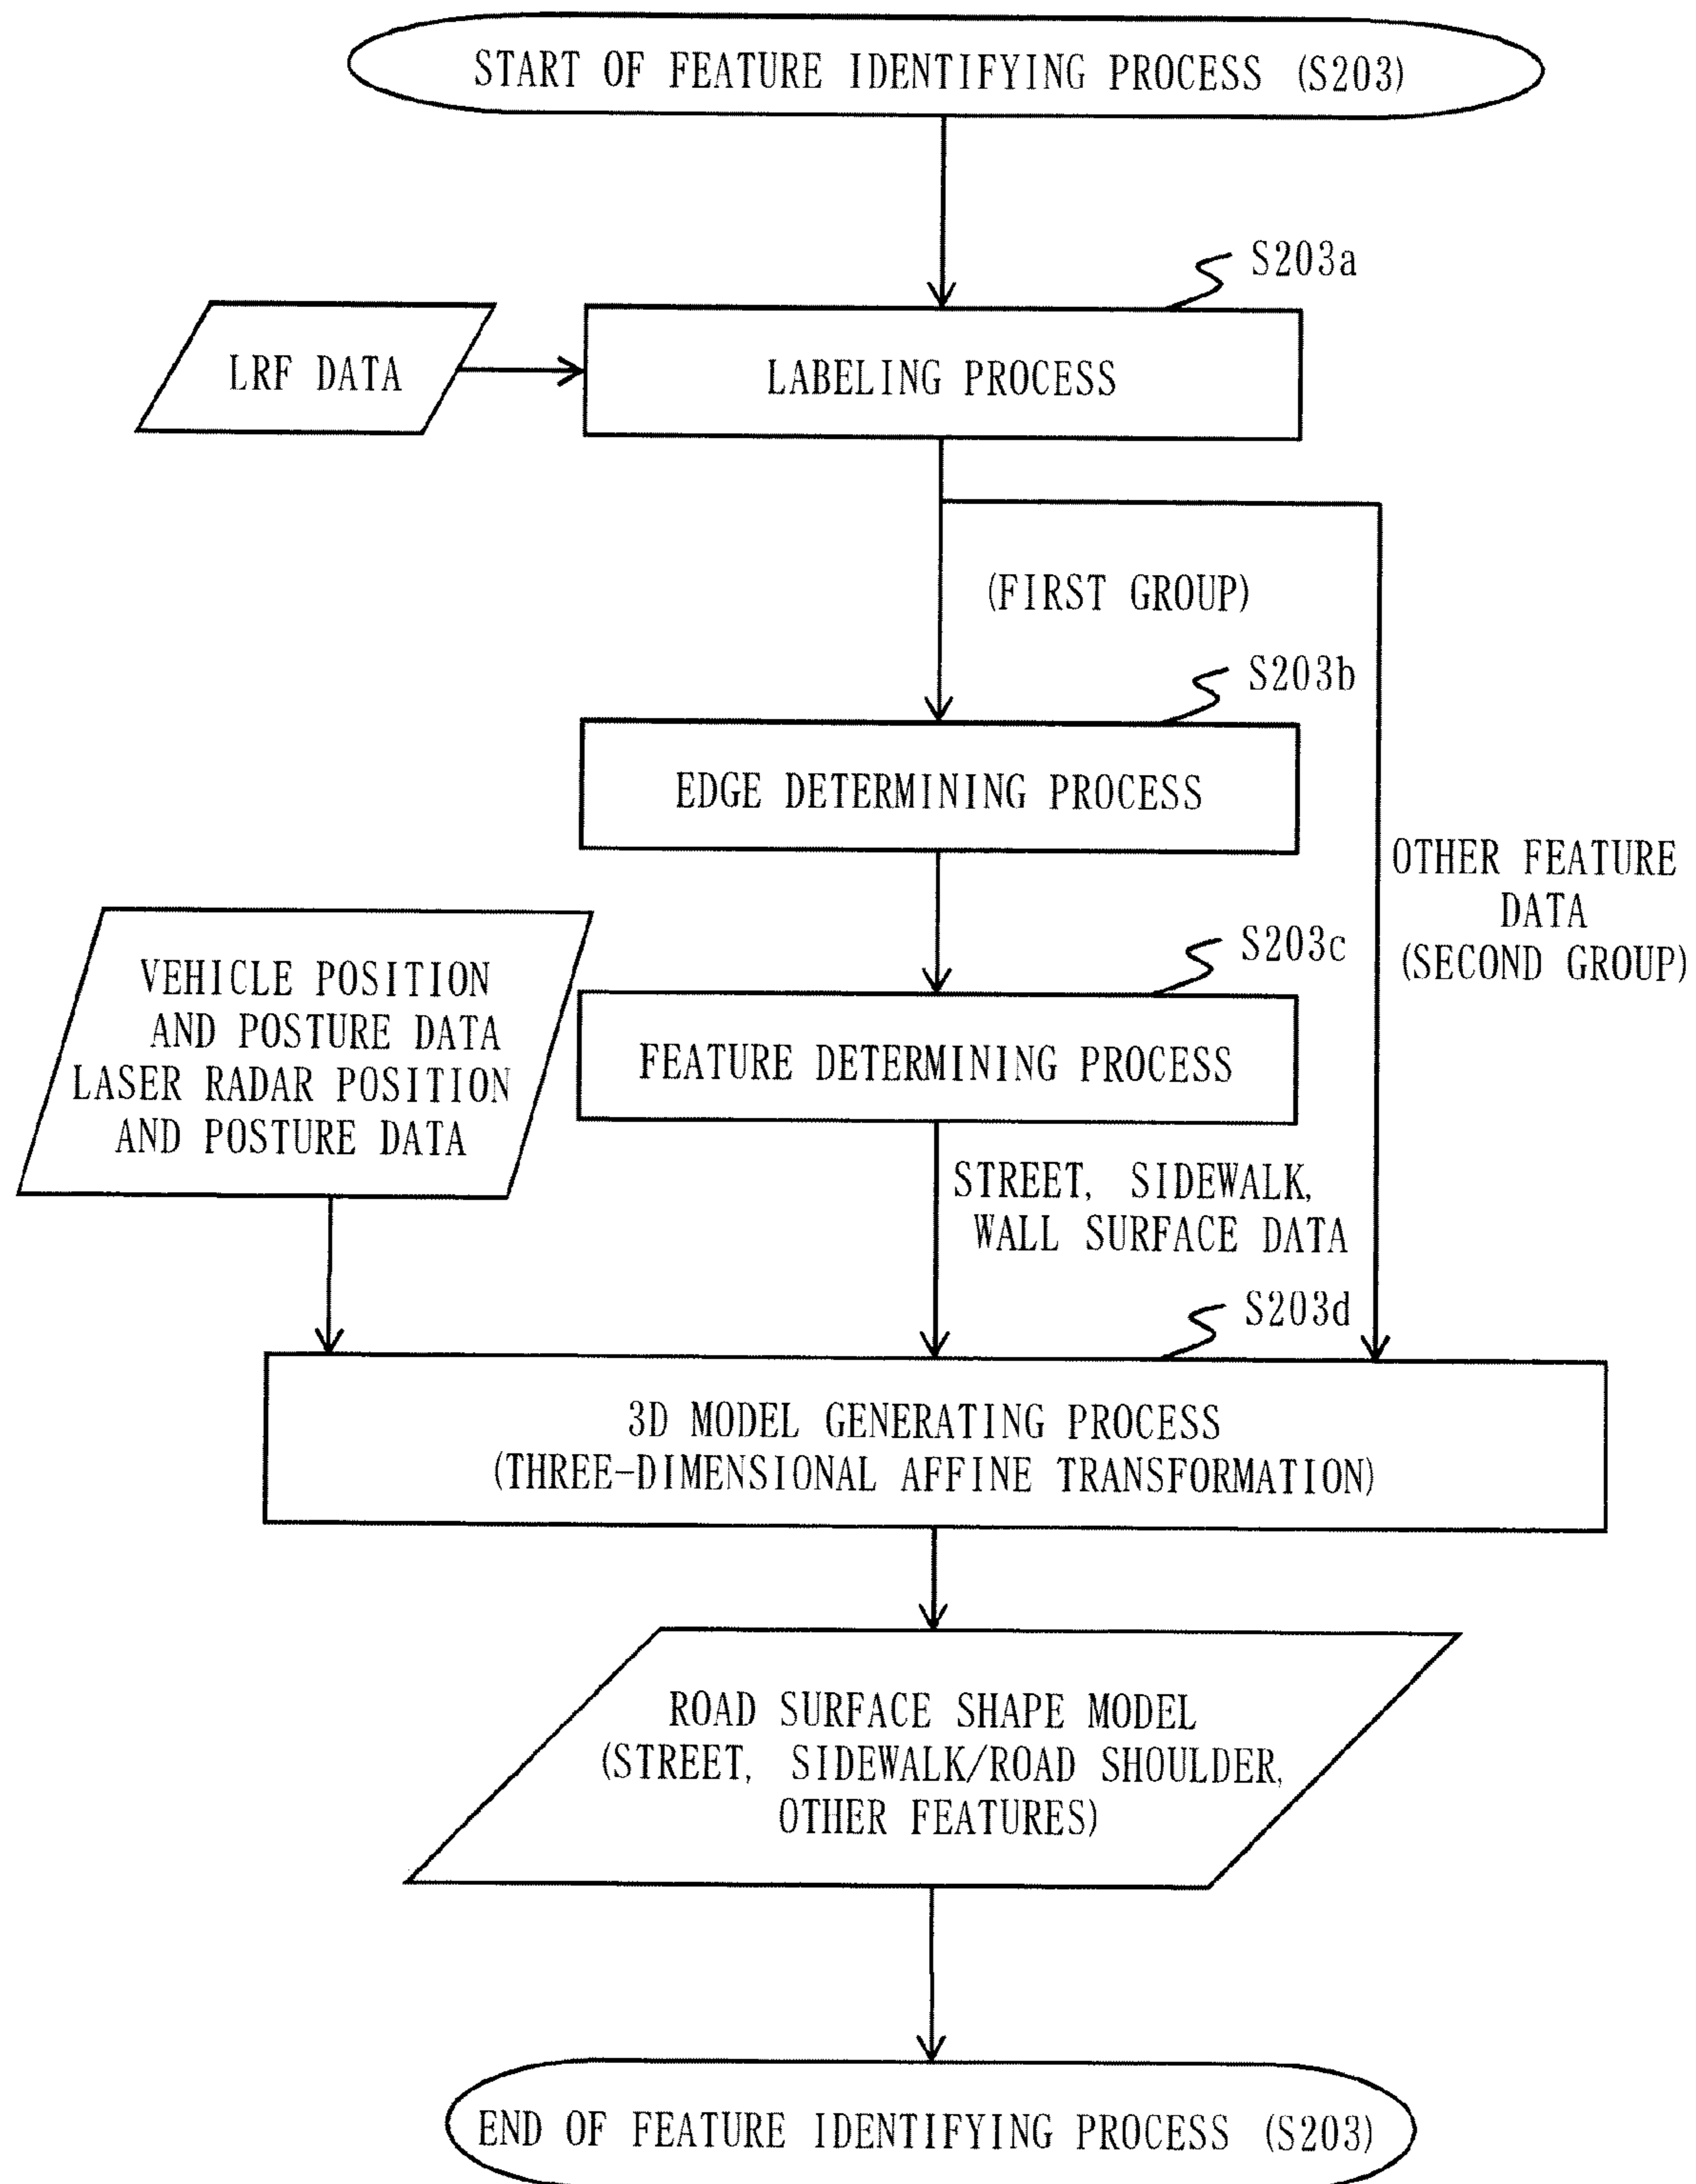 START OF FEATURE IDENTIFYING PROCESS (S203)
S203a
LRF DATA
LABELING PROCESS
(FIRST GROUP)
S203b
EDGE DETERMINING PROCESS
OTHER FEATURE
DATA
(SECOND GROUP)
S203c
VEHICLE POSITION
AND POSTURE DATA
LASER RADAR POSITION
AND POSTURE DATA
FEATURE DETERMINING PROCESS
STREET, SIDEWALK,
WALL SURFACE DATA
S203d
3D MODEL GENERATING PROCESS
(THREE-DIMENSIONAL AFFINE TRANSFORMATION)
ROAD SURFACE SHAPE MODEL
(STREET, SIDEWALK/ROAD SHOULDER,
OTHER FEATURES)
END OF FEATURE IDENTIFYING PROCESS (S203)